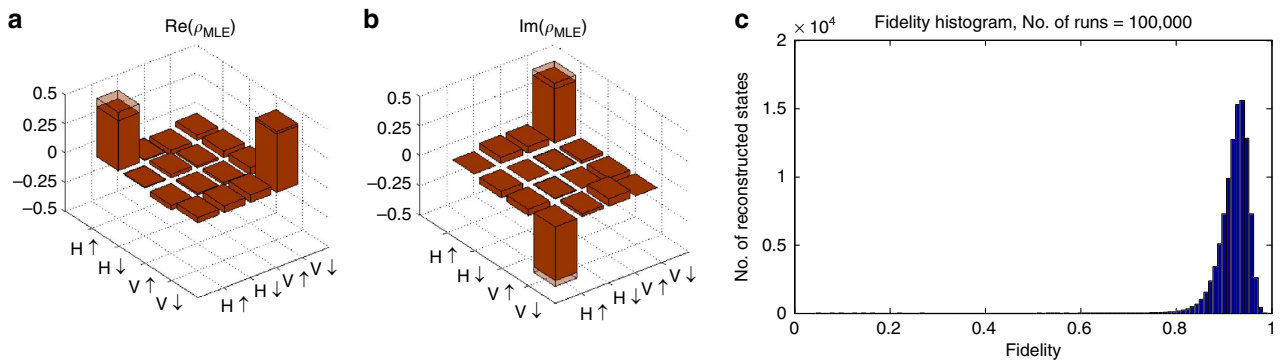 a
Re(ρMLE)
0.5
0.25
0
−0.25
−0.5
H ↑
H ↓
V ↑
V ↓
H ↑
H ↓
V ↑
V ↓
b
Im(ρMLE)
0.5
0.25
0
−0.25
−0.5
H ↑
H ↓
V ↑
V ↓
H ↑
H ↓
V ↑
V ↓
c
× 10⁴
Fidelity histogram, No. of runs = 100,000
No. of reconstructed states
2
1.5
1
0.5
0
0
0.2
0.4
0.6
0.8
1
Fidelity